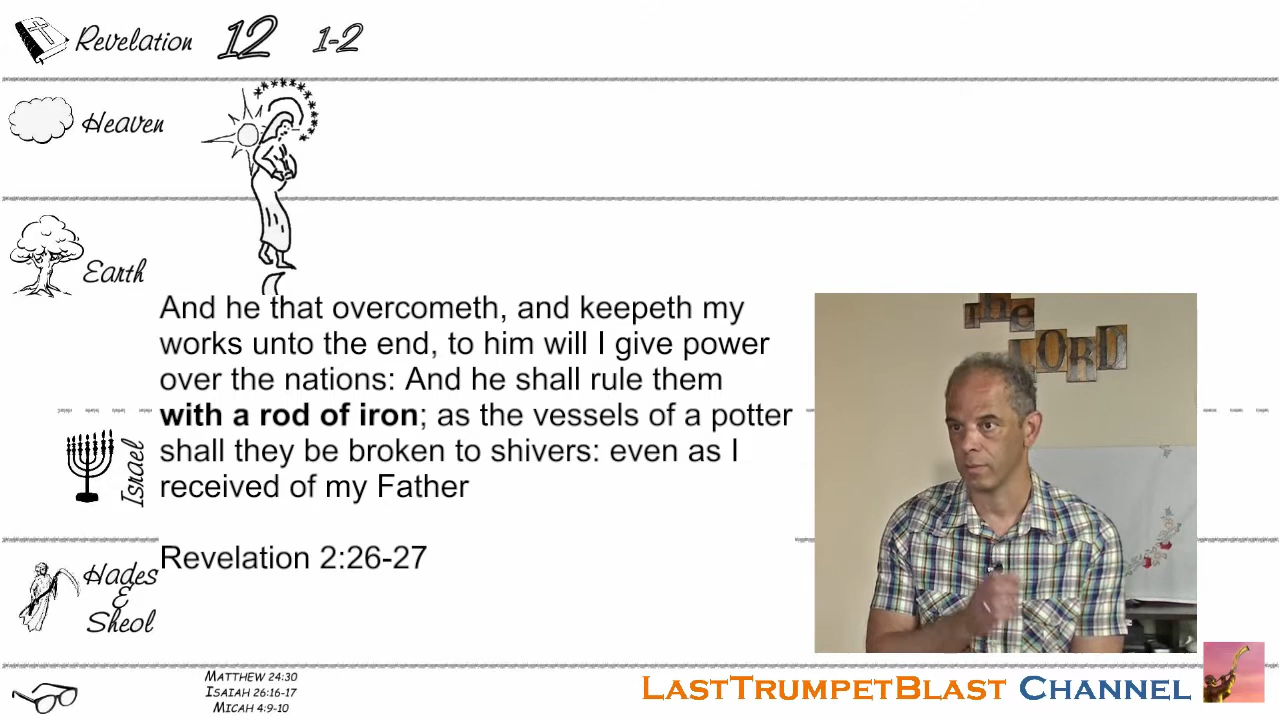 Revelation 12 1-2
Heaven
Earth
And he that overcometh, and keepeth my
works unto the end, to him will I give power
over the nations: And he shall rule them
with a rod of iron; as the vessels of a potter
shall they be broken to shivers: even as I
received of my Father
Revelation 2:26-27
The
LORD
Israel
Hades
&
Sheol
MATTHEW 24:30
ISAIAH 26:16-17
MICAH 4:9-10
LASTTRUMPETBLAST CHANNEL